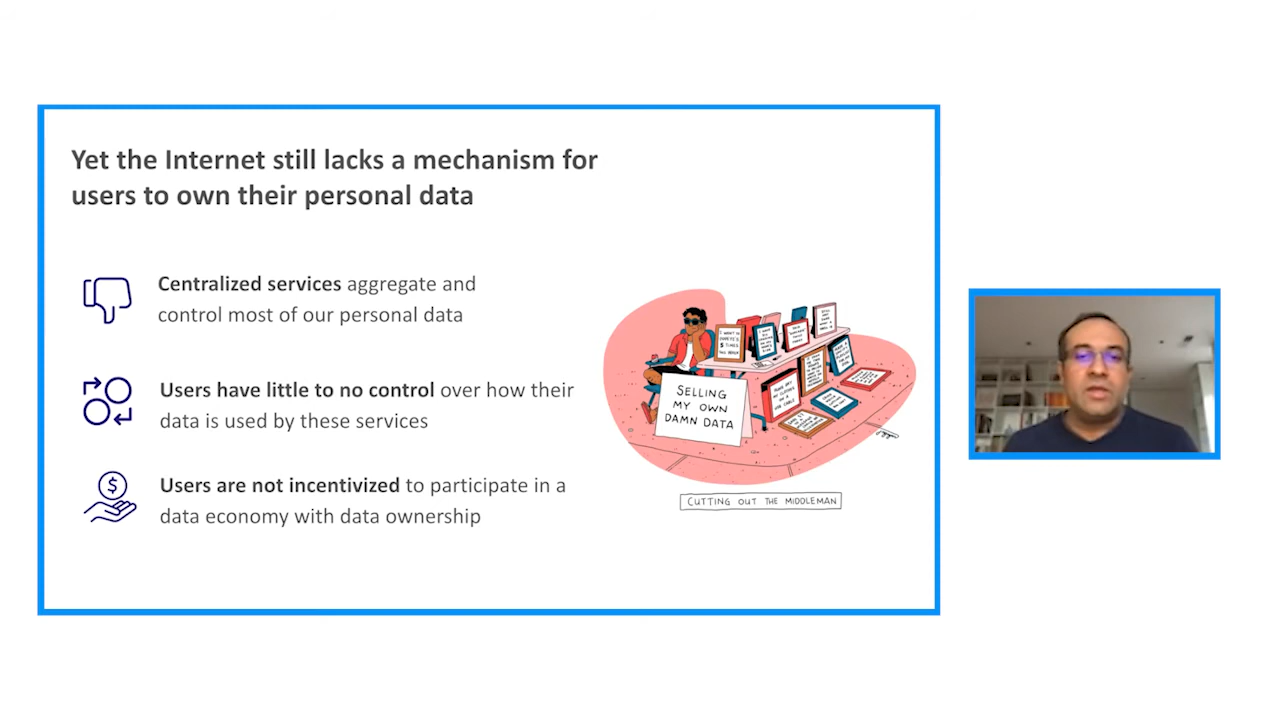 Yet the Internet still lacks a mechanism for
users to own their personal data
Centralized services aggregate and
control most of our personal data
Users have little to no control over how their
data is used by these services
$
Users are not incentivized to participate in a
data economy with data ownership
SELLING
MY OWN
DAMN DATA
CUTTING OUT THE MIDDLEMAN